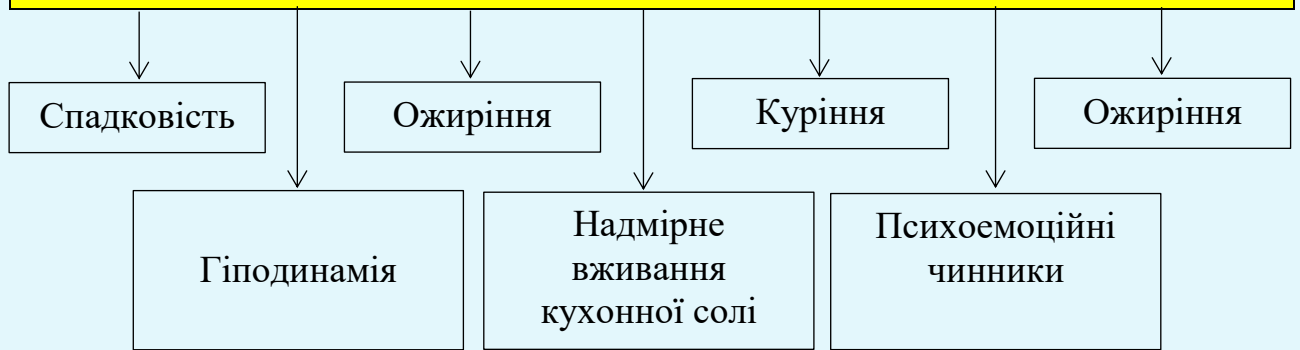 Спадковість
Ожиріння
Куріння
Ожиріння
Гіподинамія
Надмірне
вживання
кухонної солі
Психоемоційні
чинники